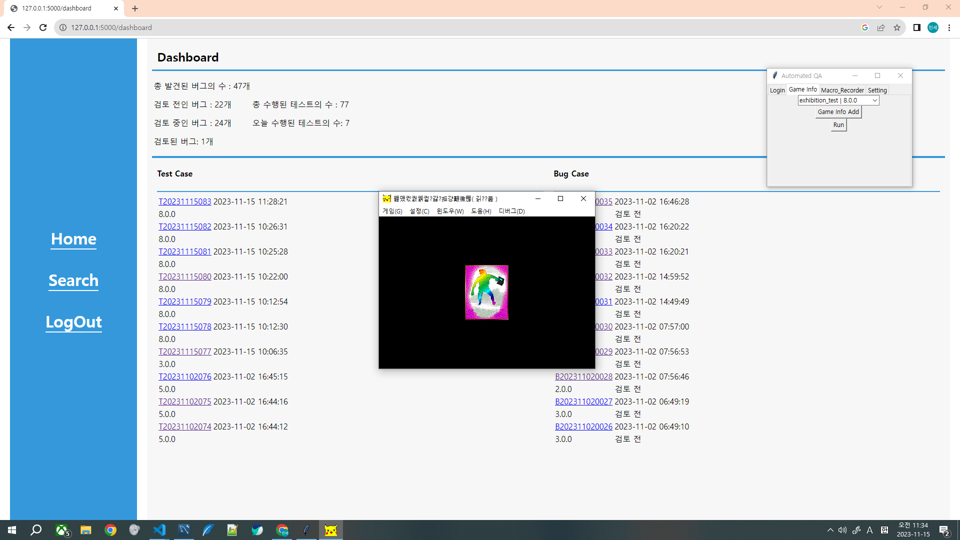 127.0.0.1:5000/dashboard
127.0.0.1:5000/dashboard
Home
Search
LogOut
Dashboard
총 발견된 버그의 수 : 47개
검토 전인 버그 : 22개 총 수행된 테스트의 수 : 77
검토 중인 버그 : 24개 오늘 수행된 테스트의 수: 7
검토된 버그: 1개
Test Case
T20231115083 2023-11-15 11:28:21
8.0.0
T20231115082 2023-11-15 10:26:31
8.0.0
T20231115081 2023-11-15 10:25:28
8.0.0
T20231115080 2023-11-15 10:22:00
8.0.0
T20231115079 2023-11-15 10:12:54
8.0.0
T20231115078 2023-11-15 10:12:30
8.0.0
T20231115077 2023-11-15 10:06:35
3.0.0
T20231102076 2023-11-02 16:45:15
5.0.0
T20231102075 2023-11-02 16:44:16
5.0.0
T20231102074 2023-11-02 16:44:12
5.0.0
Bug Case
0035 2023-11-02 16:46:28
검토 전
0034 2023-11-02 16:20:22
검토 전
0033 2023-11-02 16:20:21
검토 전
0032 2023-11-02 14:59:52
검토 전
0031 2023-11-02 14:49:49
검토 전
0030 2023-11-02 07:57:00
검토 전
0029 2023-11-02 07:56:53
검토 전
B202311020028 2023-11-02 07:56:46
2.0.0 검토 전
B202311020027 2023-11-02 06:49:19
3.0.0 검토 전
B202311020026 2023-11-02 06:49:10
3.0.0 검토 전
Automated QA
Login Game Info Macro_Recorder Setting
exhibition_test | 8.0.0
Game Info Add
Run
게임(G) 설정(C) 윈도우(W) 도움(H) 디버그(D)
A
오전 11:34
2023-11-15